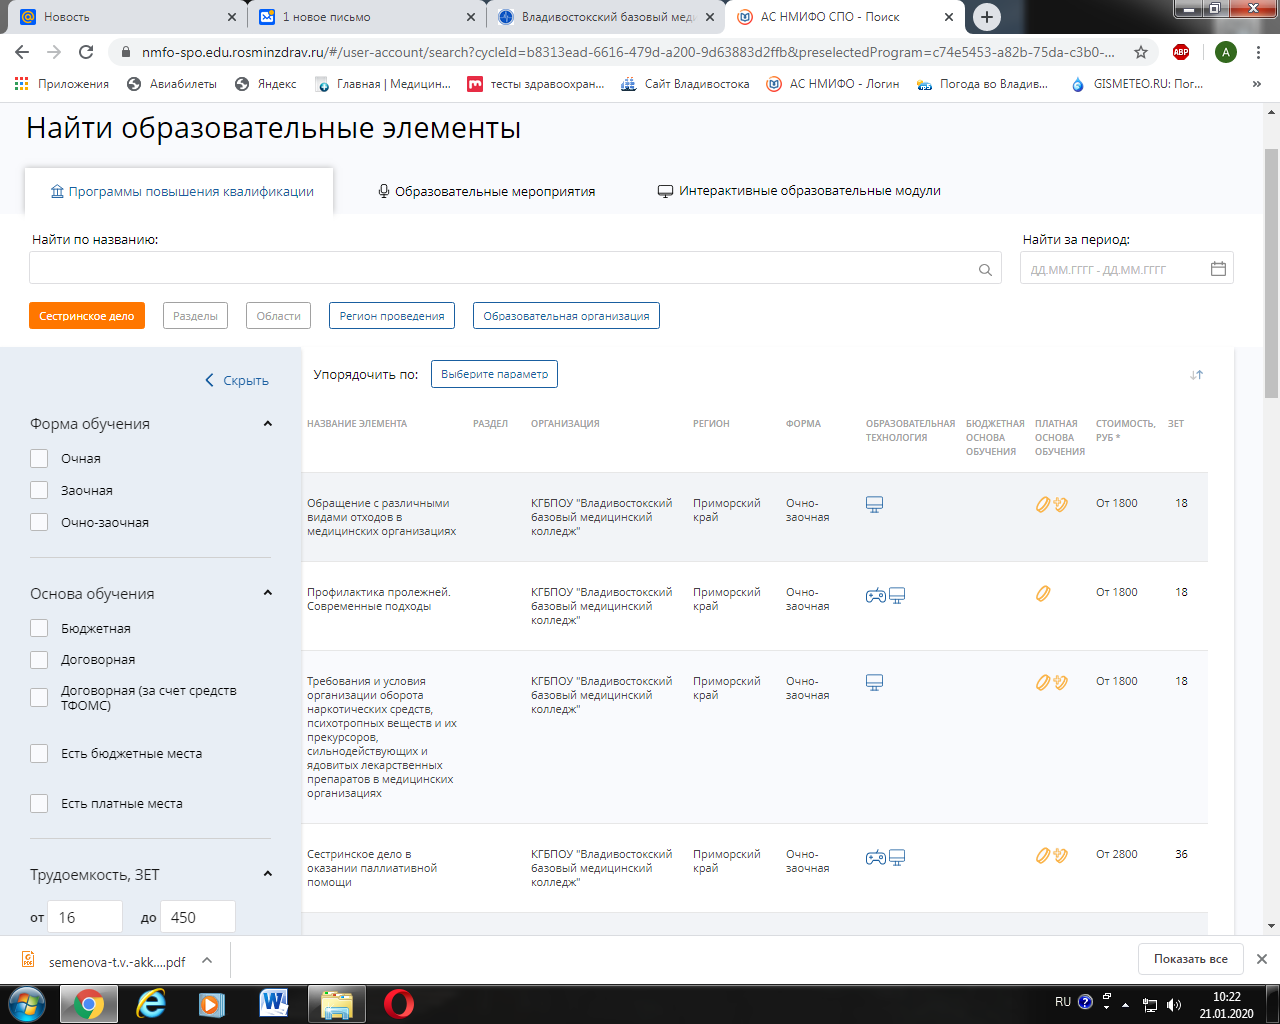 Новость
1 новое письмо
Владивостокский базовый мед
АС НМИФО СПО - Поиск
nmfo-spo.edu.rosminzdrav.ru/#/user-account/search?cycleId=b8313ead-6616-479d-a200-9d63883d2ffb&preselectedProgram=c74e5453-a82b-75da-c3b0-...
ABP
A
Приложения
Авиабилеты
Яндекс
Главная | Медицин...
тесты здравоохран...
Сайт Владивостока
АС НМИФО - Логин
Погода во Владив...
GISMETEO.RU: Пог...
»
Найти образовательные элементы
Программы повышения квалификации
Образовательные мероприятия
Интерактивные образовательные модули
Найти по названию:
Найти за период:
ДД.ММ.ГГГГ - ДД.ММ.ГГГГ
Сестринское дело
Разделы
Области
Регион проведения
Образовательная организация
Скрыть
Форма обучения
Очная
Заочная
Очно-заочная
Основа обучения
Бюджетная
Договорная
Договорная (за счет средств
ТФОМС)
Есть бюджетные места
Есть платные места
Трудоемкость, ЗЕТ
от 16 до 450
Упорядочить по: Выберите параметр
НАЗВАНИЕ ЭЛЕМЕНТА
РАЗДЕЛ
ОРГАНИЗАЦИЯ
РЕГИОН
ФОРМА
ОБРАЗОВАТЕЛЬНАЯ
ТЕХНОЛОГИЯ
БЮДЖЕТНАЯ
ОСНОВА
ОБУЧЕНИЯ
ПЛАТНАЯ
ОСНОВА
ОБУЧЕНИЯ
СТОИМОСТЬ,
РУБ *
ЗЕТ
Обращение с различными
видами отходов в
медицинских организациях
КГБПОУ "Владивостокский
базовый медицинский
колледж"
Приморский
край
Очно-
заочная
От 1800
18
Профилактика пролежней.
Современные подходы
КГБПОУ "Владивостокский
базовый медицинский
колледж"
Приморский
край
Очно-
заочная
От 1800
18
Требования и условия
организации оборота
наркотических средств,
психотропных веществ и их
прекурсоров,
сильнодействующих и
ядовитых лекарственных
препаратов в медицинских
организациях
КГБПОУ "Владивостокский
базовый медицинский
колледж"
Приморский
край
Очно-
заочная
От 1800
18
Сестринское дело в
оказании паллиативной
помощи
КГБПОУ "Владивостокский
базовый медицинский
колледж"
Приморский
край
Очно-
заочная
От 2800
36
semenova-t.v.-akk....pdf
Показать все
RU
10:22
21.01.2020